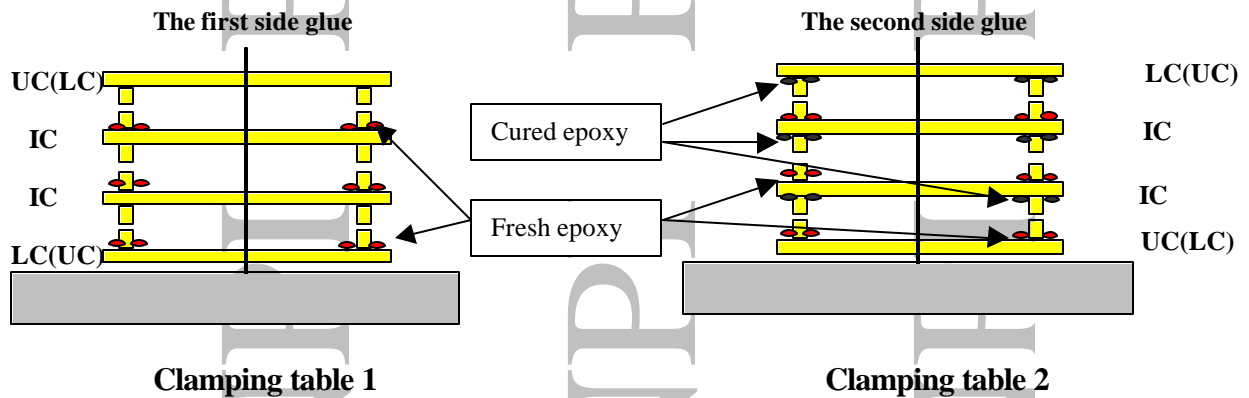 The first side glue
The second side glue
UC(LC)
IC
IC
LC(UC)
Cured epoxy
Fresh epoxy
LC(UC)
IC
IC
UC(LC)
Clamping table 1
Clamping table 2